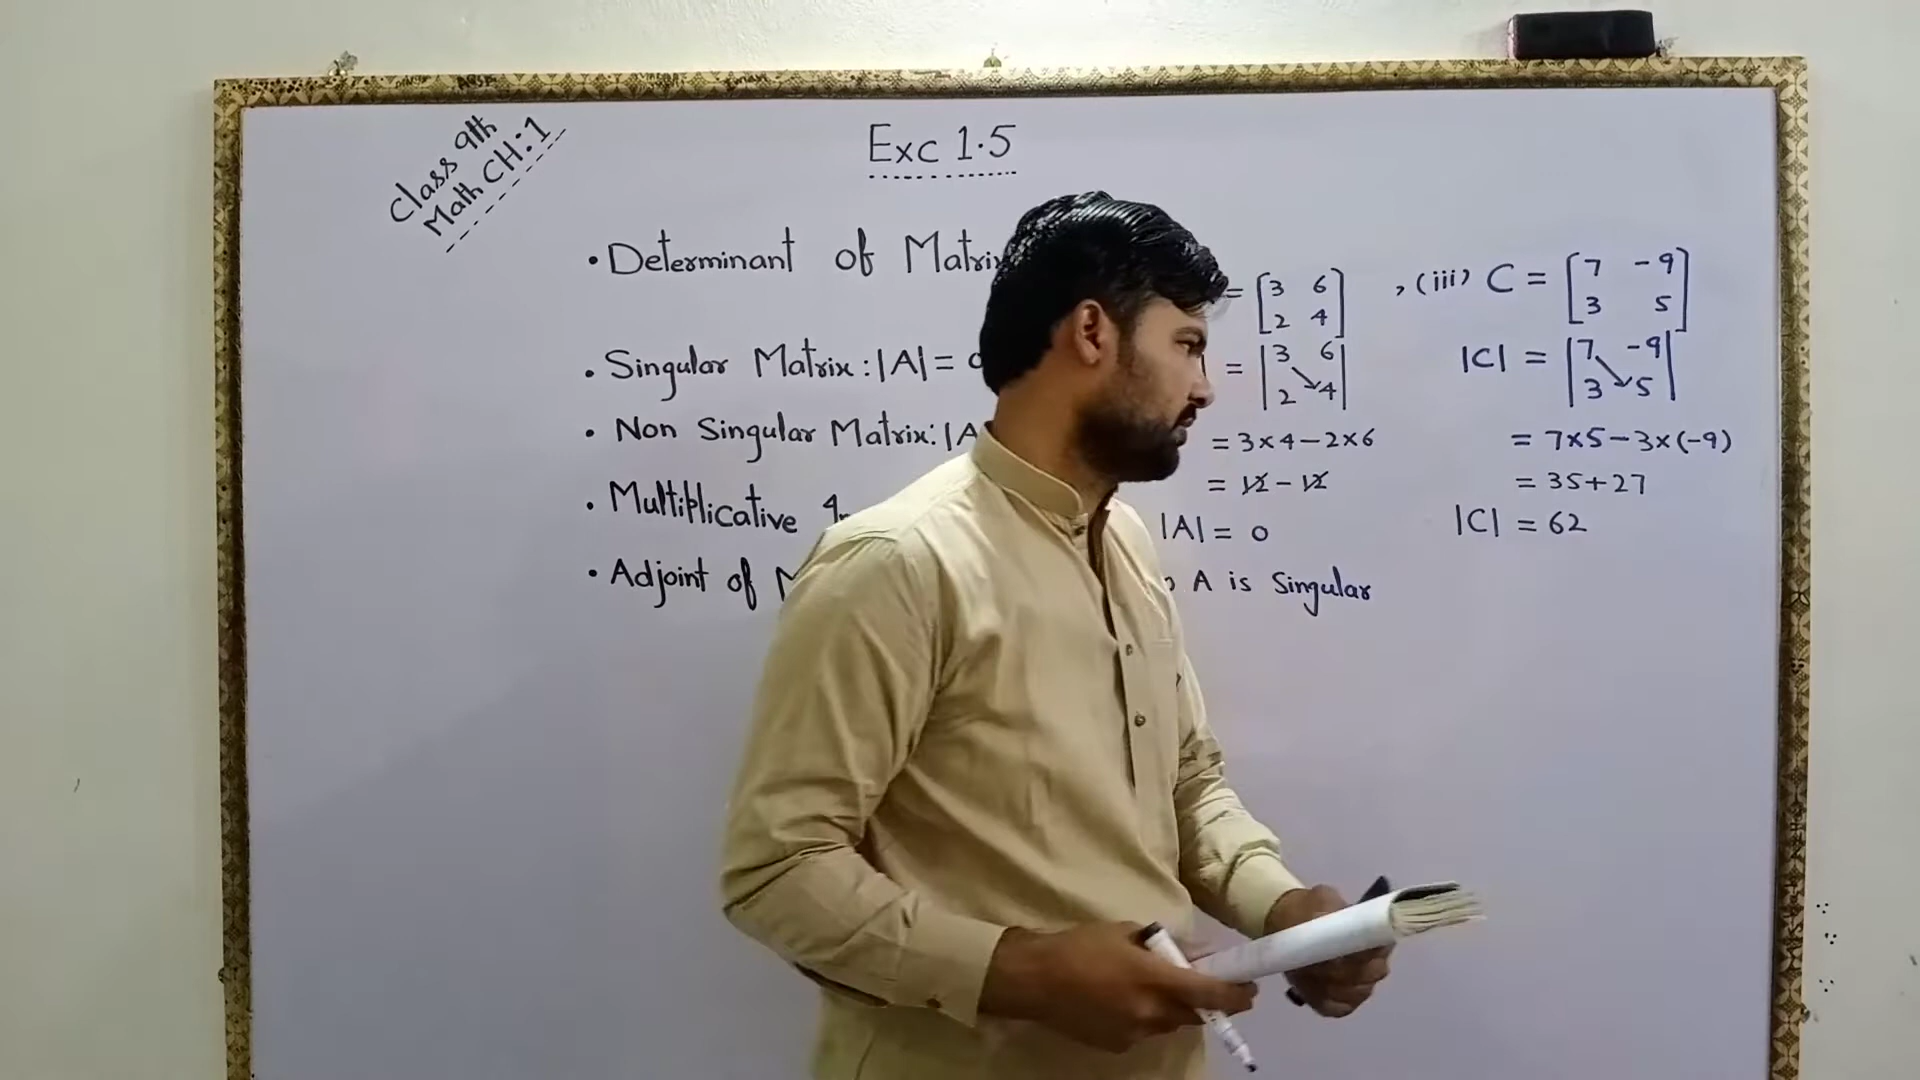 Class 9th
Math CH:1
Exc 1.5
• Determinant of Matrix
• Singular Matrix : |A| = 0
• Non Singular Matrix : |A
• Multiplicative
• Adjoint of
= [3 6
2 4]
= |3 6
2 4|
= 3×4-2×6
= 12-12
|A| = 0
A is Singular
, (iii) C = [7 -9
3 5]
|C| = |7 -9
3 5|
= 7×5-3×(-9)
= 35+27
|C| = 62